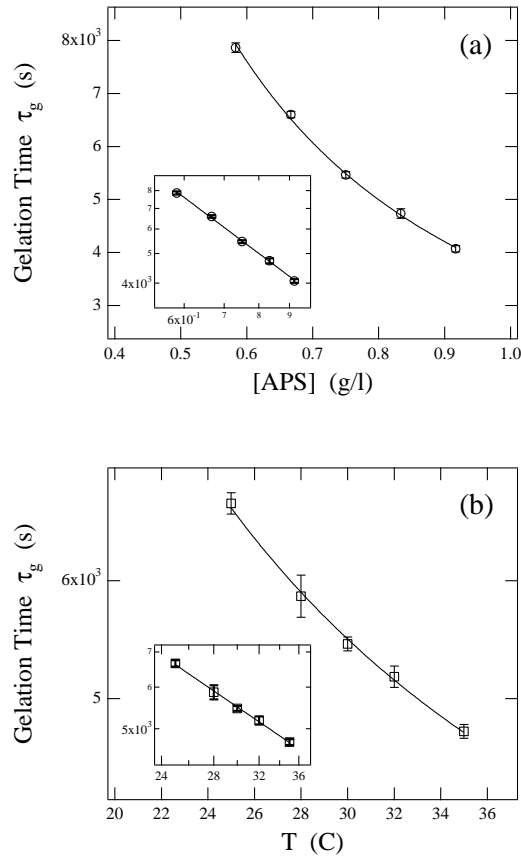 (a)
8x10³
7
6
5
4
3
Gelation Time τg (s)
8
7
6
5
4x10³
6x10⁻¹ 7 8 9
0.4 0.5 0.6 0.7 0.8 0.9 1.0
[APS] (g/l)
(b)
6x10³
5
Gelation Time τg (s)
7
6
5x10³
24 28 32 36
20 22 24 26 28 30 32 34 36
T (C)